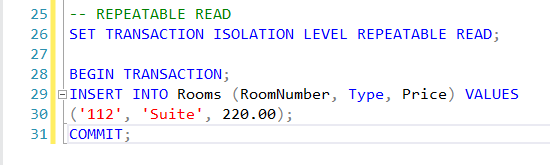 25 -- REPEATABLE READ
26 SET TRANSACTION ISOLATION LEVEL REPEATABLE READ;
27
28 BEGIN TRANSACTION;
29 INSERT INTO Rooms (RoomNumber, Type, Price) VALUES
30 ('112', 'Suite', 220.00);
31 COMMIT;